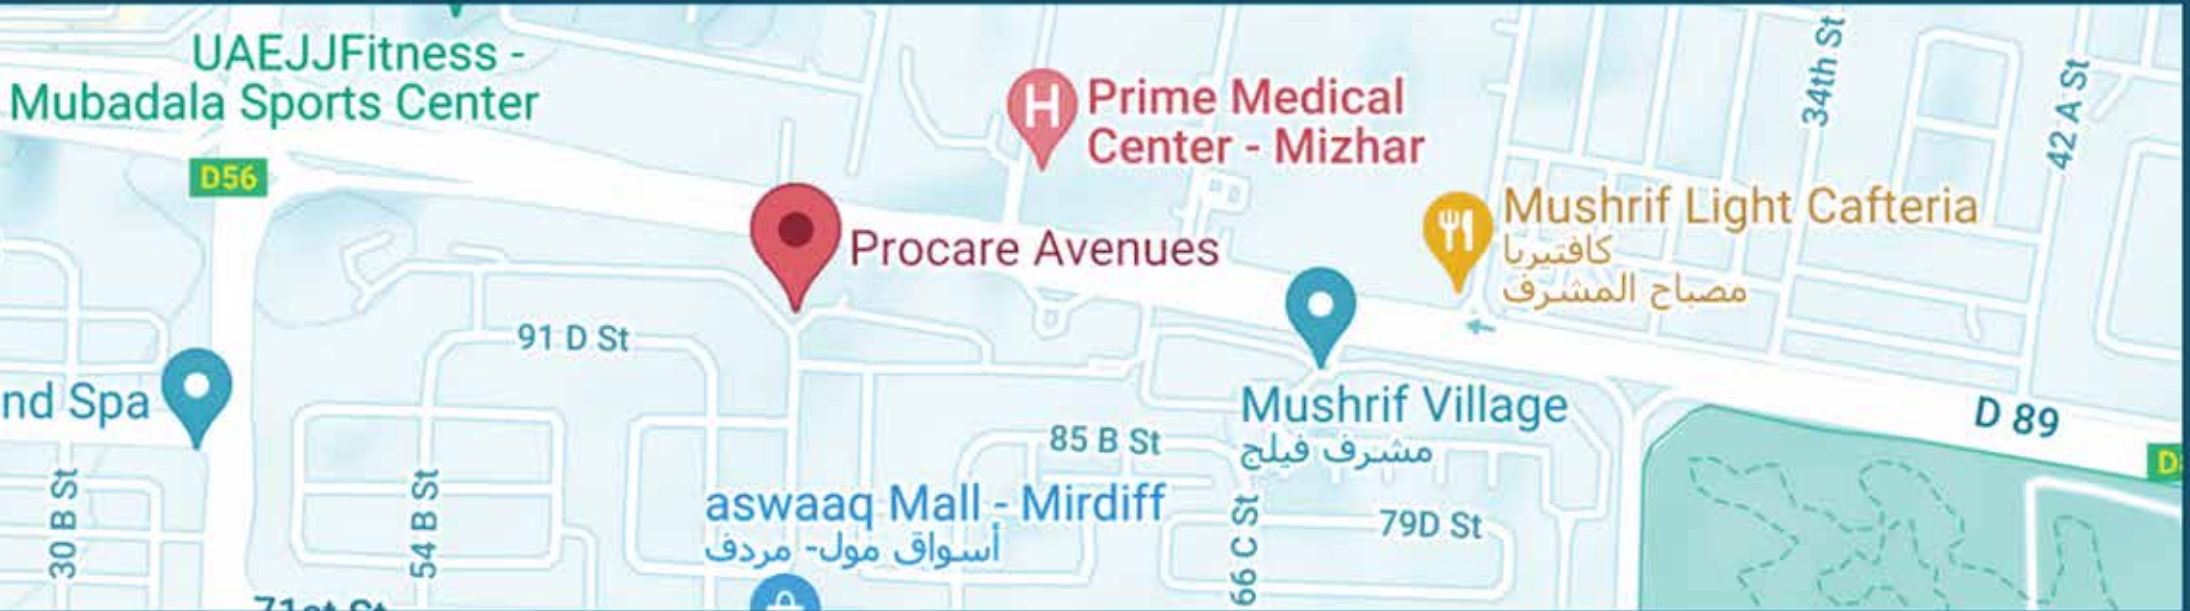 UAEJJFitness -
Mubadala Sports Center
D56
H
Prime Medical
Center - Mizhar
34th St
42 A St
Mushrif Light Cafteria
كافتيريا
مصباح المشرف
Procare Avenues
91 D St
nd Spa
Mushrif Village
مشرف فيلج
D 89
85 B St
30 B St
54 B St
aswaaq Mall - Mirdiff
أسواق مول- مردف
66 C St
79D St
71st St